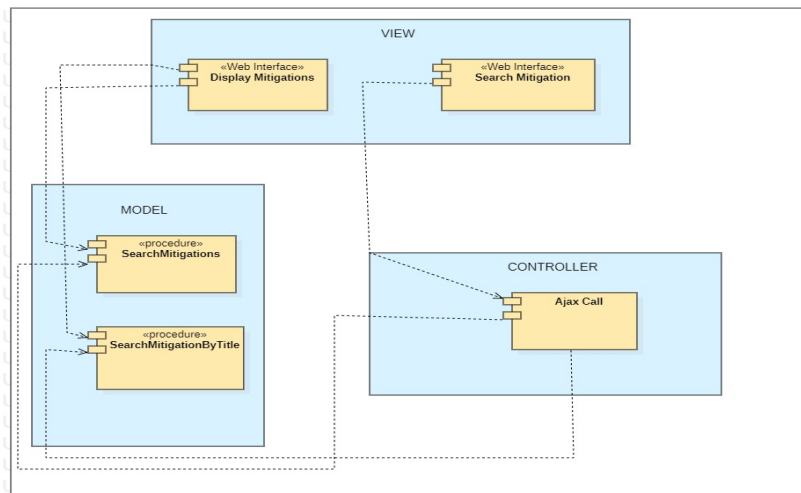 VIEW
«Web Interface»
Display Mitigations
«Web Interface»
Search Mitigation
MODEL
«procedure»
SearchMitigations
«procedure»
SearchMitigationByTitle
CONTROLLER
Ajax Call